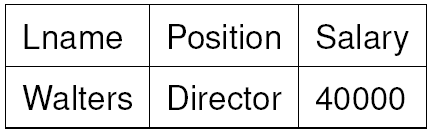 Lname Position Salary
Walters Director 40000